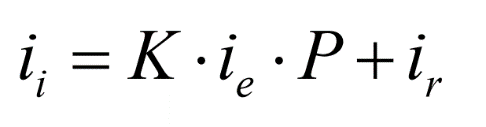 i_i = K · i_e · P + i_r